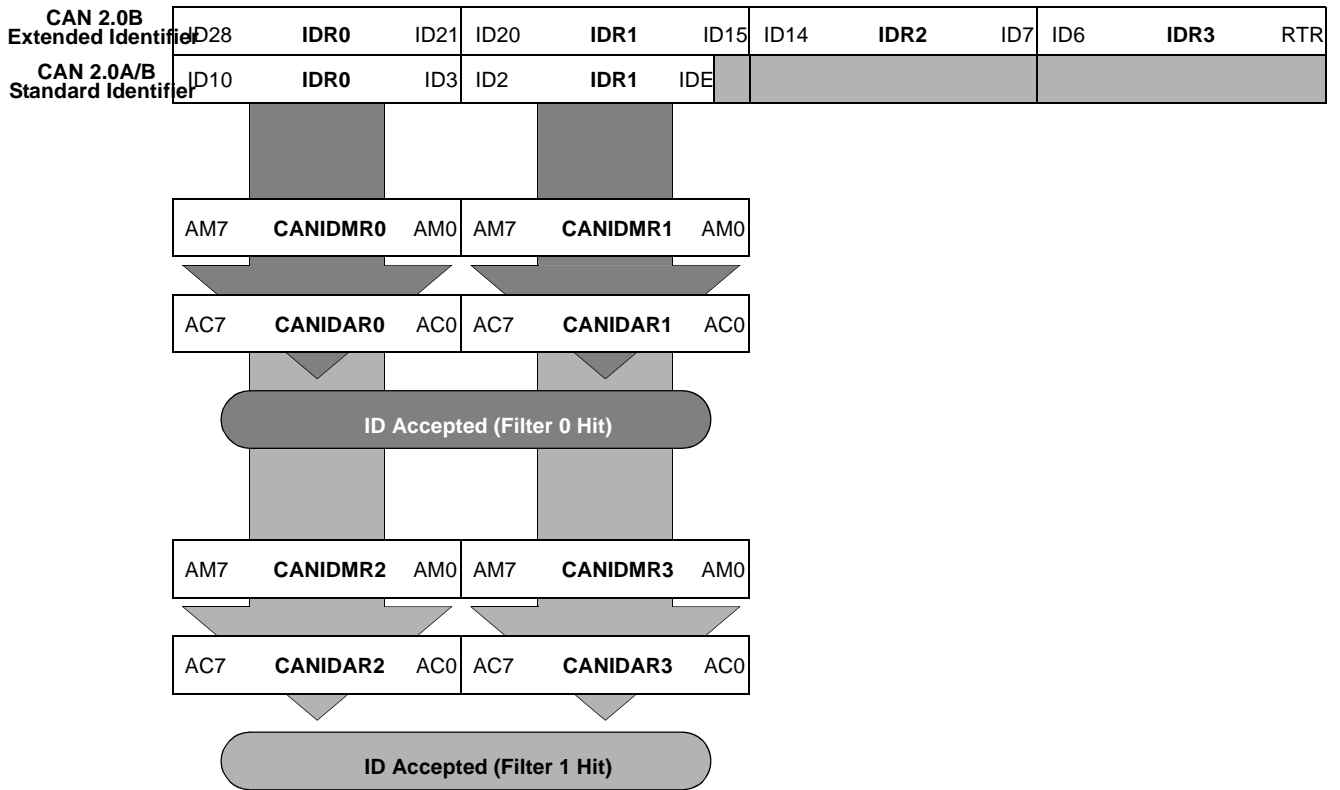 CAN 2.0B
Extended Identifier ID28 IDR0 ID21 ID20 IDR1 ID15 ID14 IDR2 ID7 ID6 IDR3 RTR
CAN 2.0A/B
Standard Identifier ID10 IDR0 ID3 ID2 IDR1 IDE
AM7 CANIDMR0 AM0 AM7 CANIDMR1 AM0
AC7 CANIDAR0 AC0 AC7 CANIDAR1 AC0
ID Accepted (Filter 0 Hit)
AM7 CANIDMR2 AM0 AM7 CANIDMR3 AM0
AC7 CANIDAR2 AC0 AC7 CANIDAR3 AC0
ID Accepted (Filter 1 Hit)